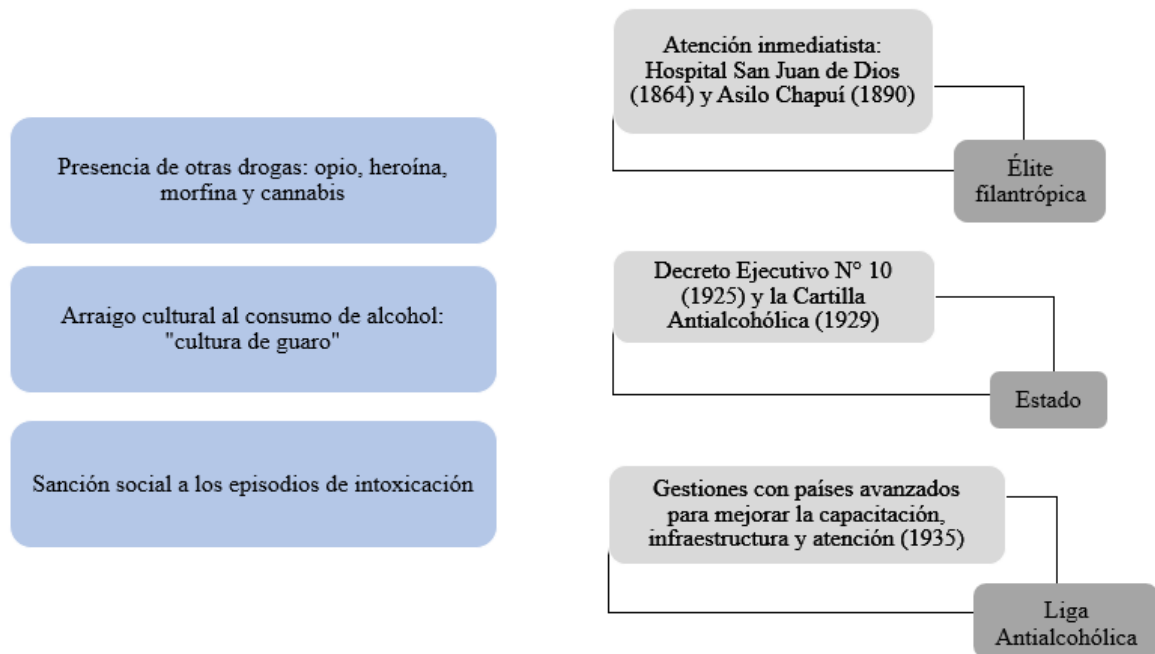 Presencia de otras drogas: opio, heroína,
morfina y cannabis
Arraigo cultural al consumo de alcohol:
"cultura de guaro"
Sanción social a los episodios de intoxicación
Atención inmediatista:
Hospital San Juan de Dios
(1864) y Asilo Chapuí (1890)
Élite
filantrópica
Decreto Ejecutivo N° 10
(1925) y la Cartilla
Antialcohólica (1929)
Estado
Gestiones con países avanzados
para mejorar la capacitación,
infraestructura y atención (1935)
Liga
Antialcohólica